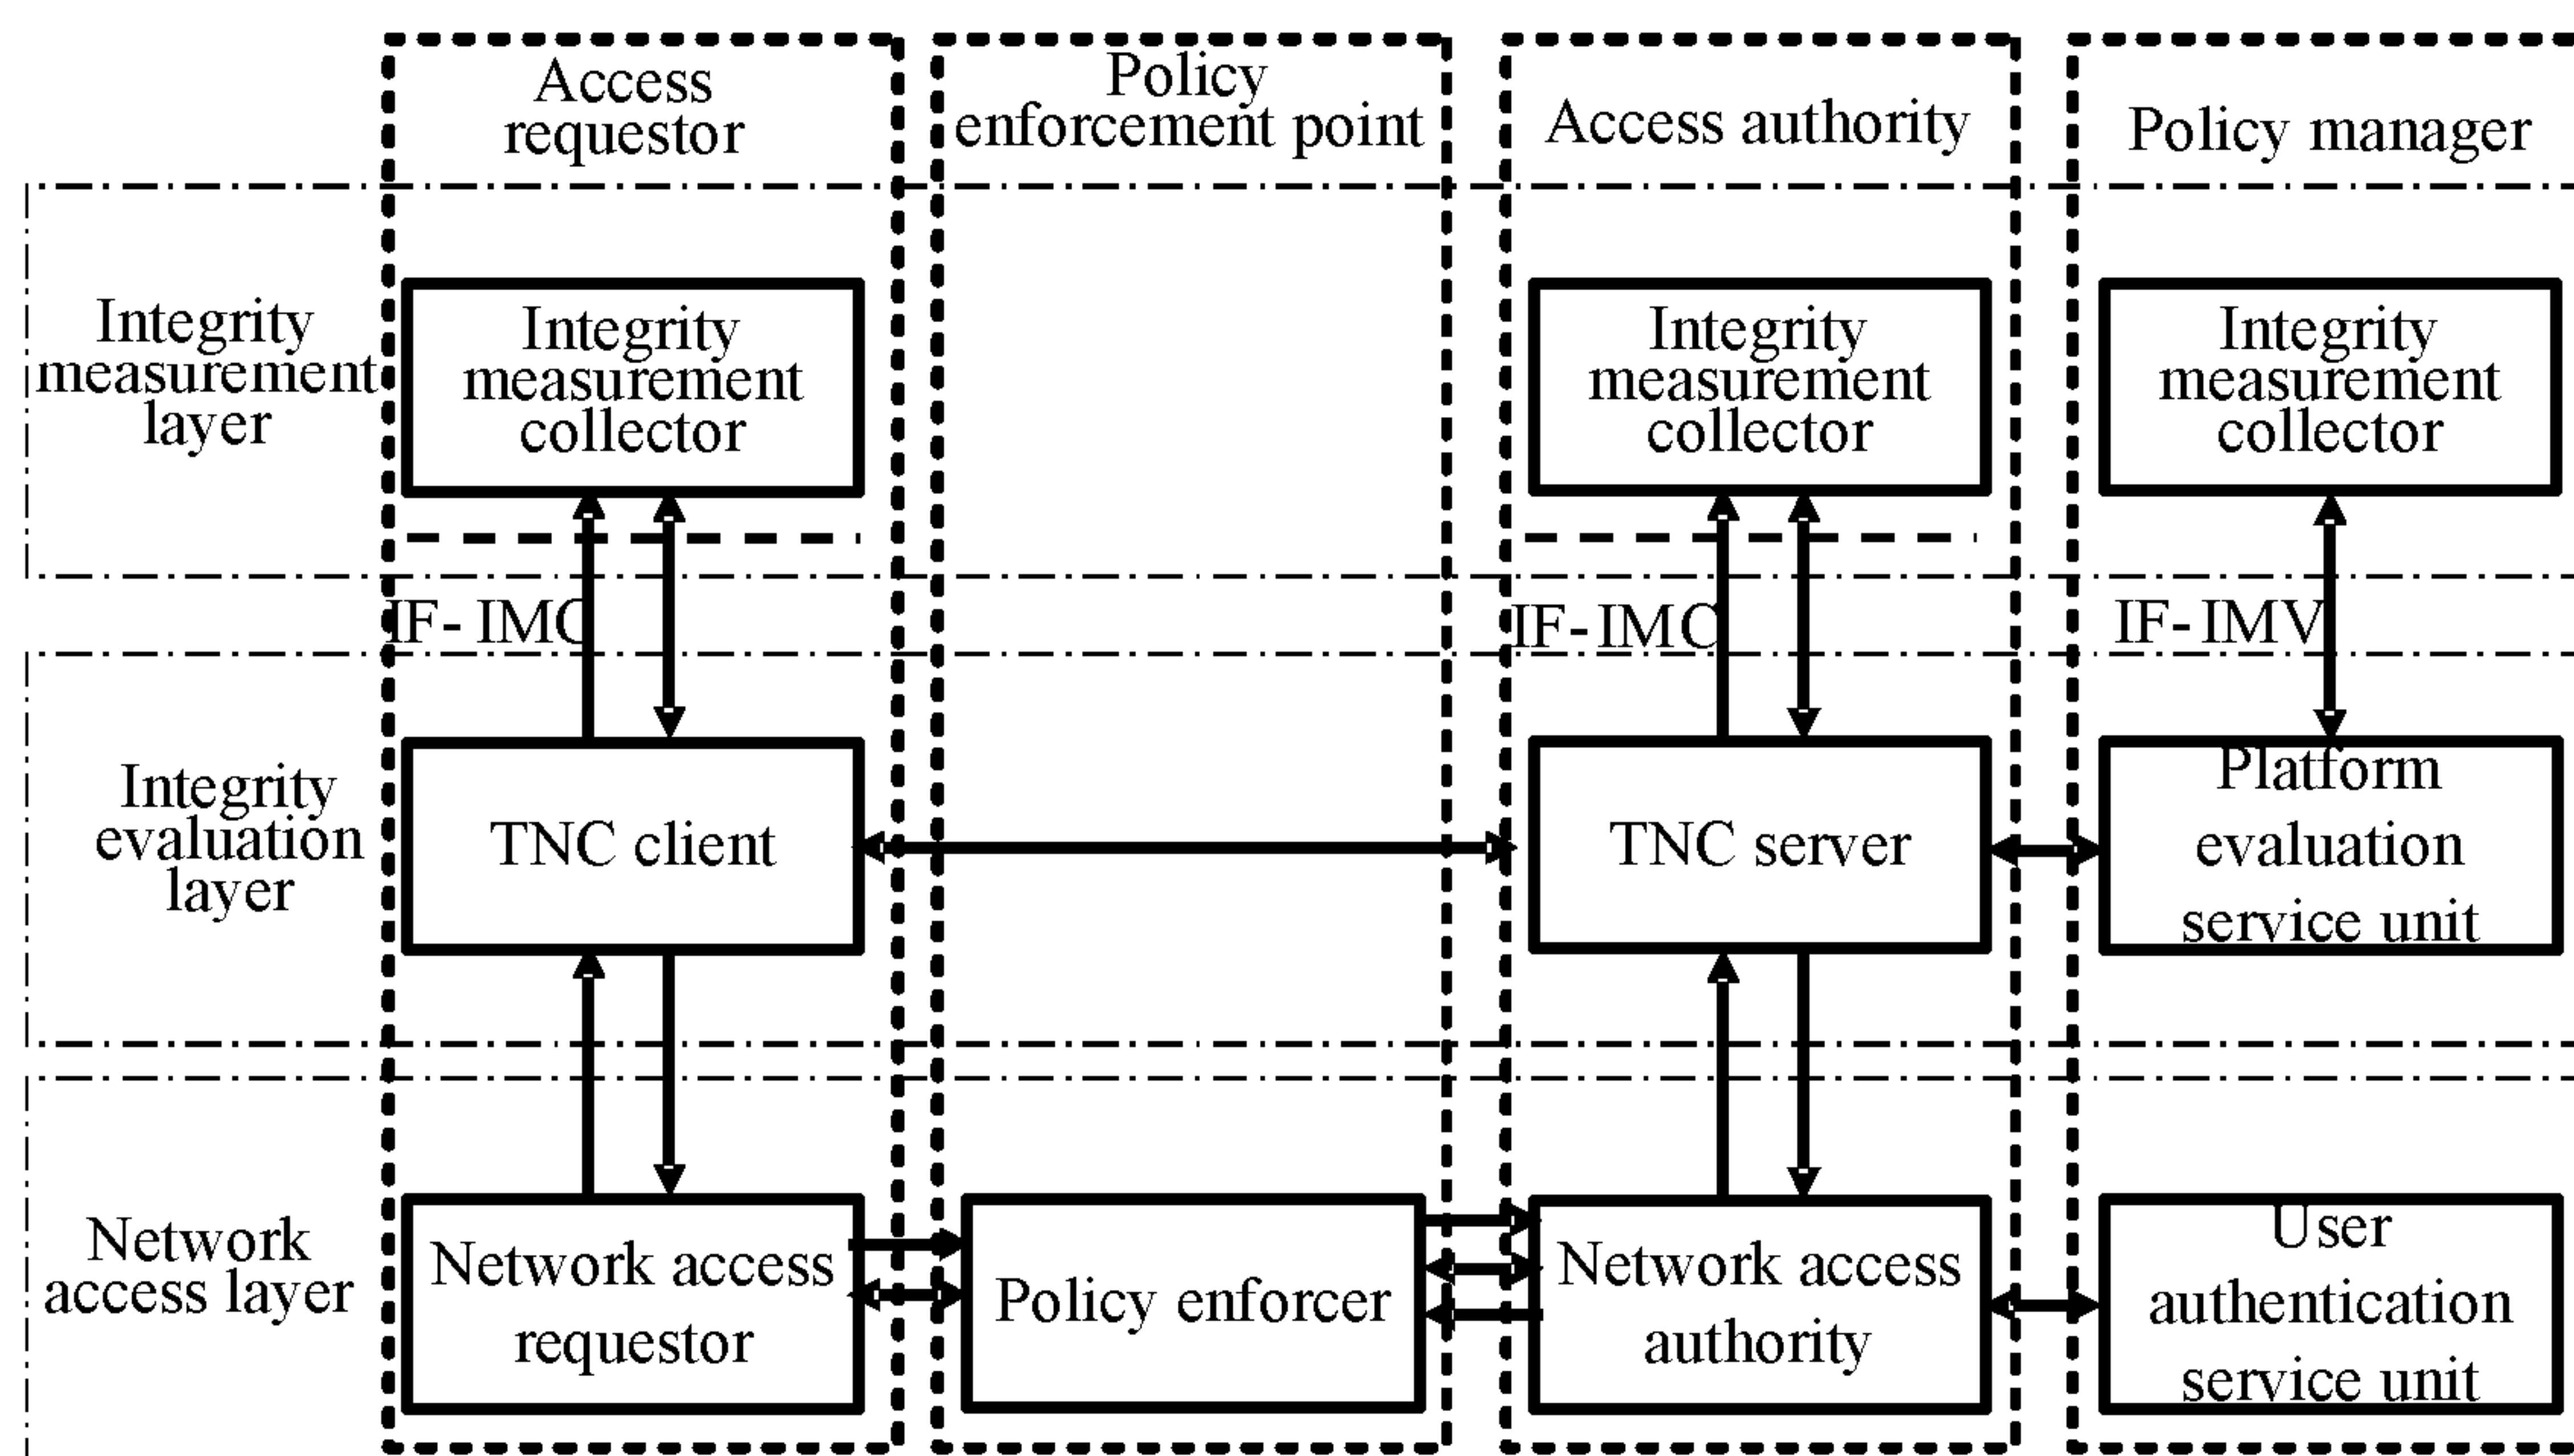 Access
requestor
Policy
enforcement point
Access authority
Policy manager
Integrity
measurement
layer
Integrity
measurement
collector
Integrity
measurement
collector
Integrity
measurement
collector
IF- IMC
IF- IMC
IF- IMV
Integrity
evaluation
layer
TNC client
TNC server
Platform
evaluation
service unit
Network
access layer
Network access
requestor
Policy enforcer
Network access
authority
User
authentication
service unit